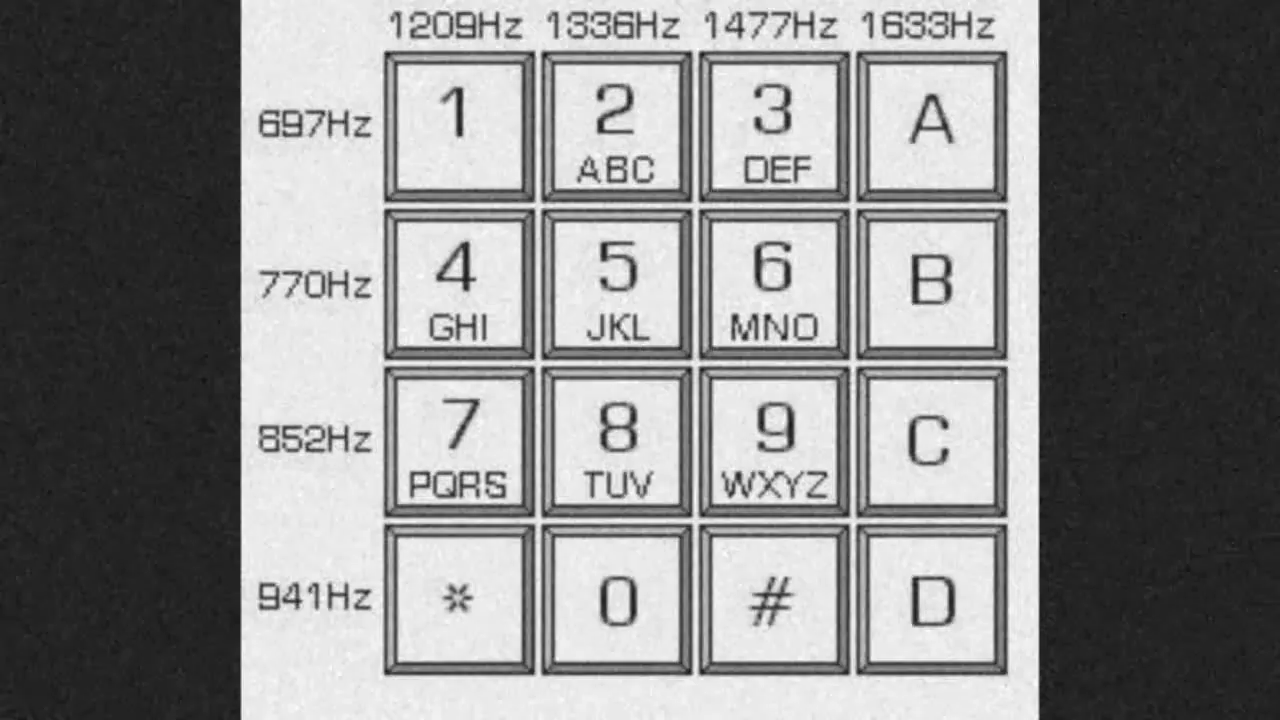 1209Hz 1336Hz 1477Hz 1633Hz
697Hz 1 2 3 A
ABC DEF
770Hz 4 5 6 B
GHI JKL MNO
852Hz 7 8 9 C
PQRS TUV WXYZ
941Hz * 0 # D